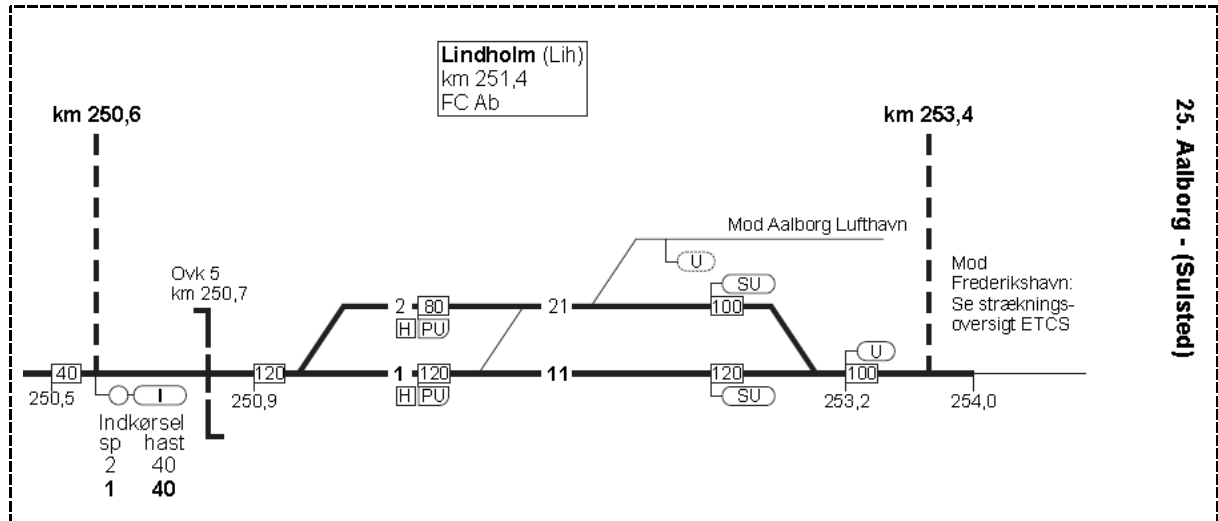 Lindholm (Lih)
km 251,4
FC Ab
km 250,6
km 253,4
25. Aalborg - (Sulsted)
Mod Aalborg Lufthavn
U
Ovk 5
km 250,7
Mod
Frederikshavn:
Se stræknings-
oversigt ETCS
SU
2 80 21 100
H PU
U
40 120 1 120 11 120 100
H PU SU
250,5 I 250,9 253,2 254,0
Indkørsel
sp hast
2 40
1 40